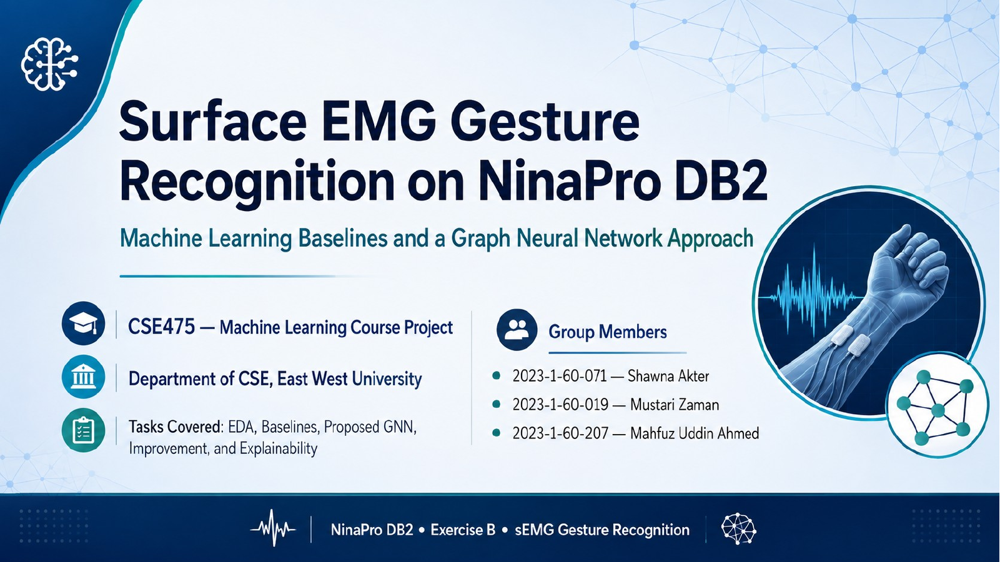 Surface EMG Gesture
Recognition on NinaPro DB2
Machine Learning Baselines and a Graph Neural Network Approach
CSE475 — Machine Learning Course Project
Department of CSE, East West University
Tasks Covered: EDA, Baselines, Proposed GNN,
Improvement, and Explainability
Group Members
2023-1-60-071 — Shawna Akter
2023-1-60-019 — Mustari Zaman
2023-1-60-207 — Mahfuz Uddin Ahmed
NinaPro DB2 • Exercise B • sEMG Gesture Recognition